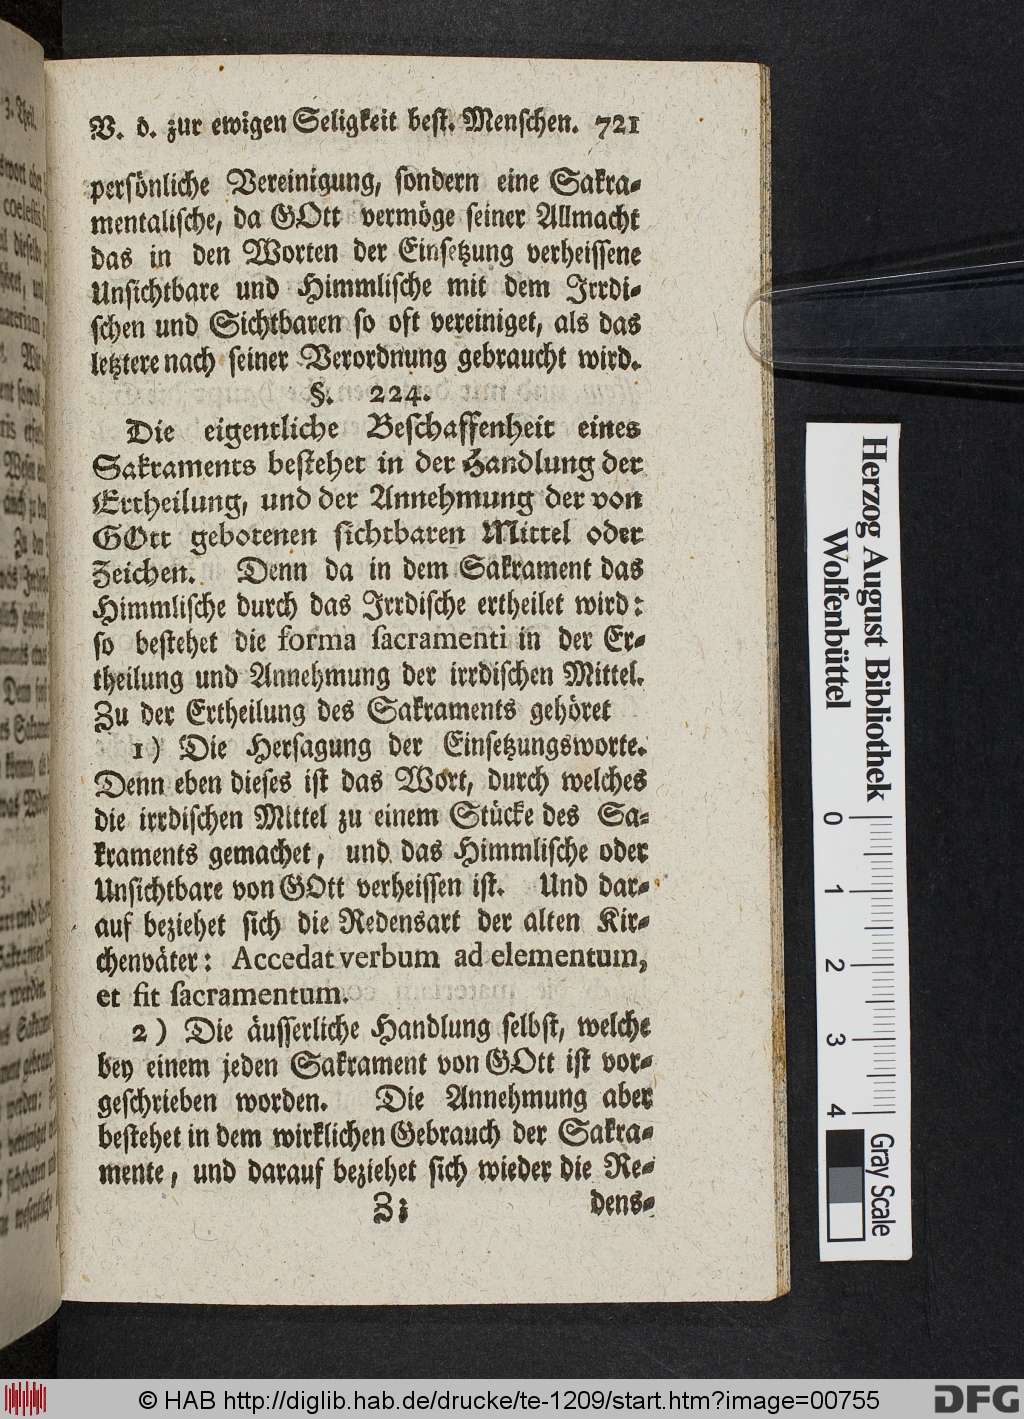 V. d. zur ewigen Seligkeit best. Menschen. 721
persönliche Vereinigung, sondern eine Sakra-
mentalische, da GOtt vermöge seiner Allmacht
das in den Worten der Einsetzung verheissene
Unsichtbare und Himmlische mit dem Irrdi-
schen und Sichtbaren so oft vereiniget, als das
letztere nach seiner Verordnung gebraucht wird.
§. 224.
Die eigentliche Beschaffenheit eines
Sakraments bestehet in der Handlung der
Ertheilung, und der Annehmung der von
GOtt gebotenen sichtbaren Mittel oder
Zeichen. Denn da in dem Sakrament das
Himmlische durch das Irrdische ertheilet wird:
so bestehet die forma sacramenti in der Er-
theilung und Annehmung der irrdischen Mittel.
Zu der Ertheilung des Sakraments gehöret
1) Die Hersagung der Einsetzungsworte.
Denn eben dieses ist das Wort, durch welches
die irrdischen Mittel zu einem Stücke des Sa-
kraments gemachet, und das Himmlische oder
Unsichtbare von GOtt verheissen ist. Und dar-
auf beziehet sich die Redensart der alten Kir-
chenväter: Accedat verbum ad elementum,
et fit sacramentum.
2) Die äusserliche Handlung selbst, welche
bey einem jeden Sakrament von GOtt ist vor-
geschrieben worden. Die Annehmung aber
bestehet in dem wirklichen Gebrauch der Sakra-
mente, und darauf beziehet sich wieder die Re-
Zz dens-
Herzog August Bibliothek
Wolfenbüttel
0 1 2 3 4
Gray Scale
© HAB http://diglib.hab.de/drucke/te-1209/start.htm?image=00755
DFG